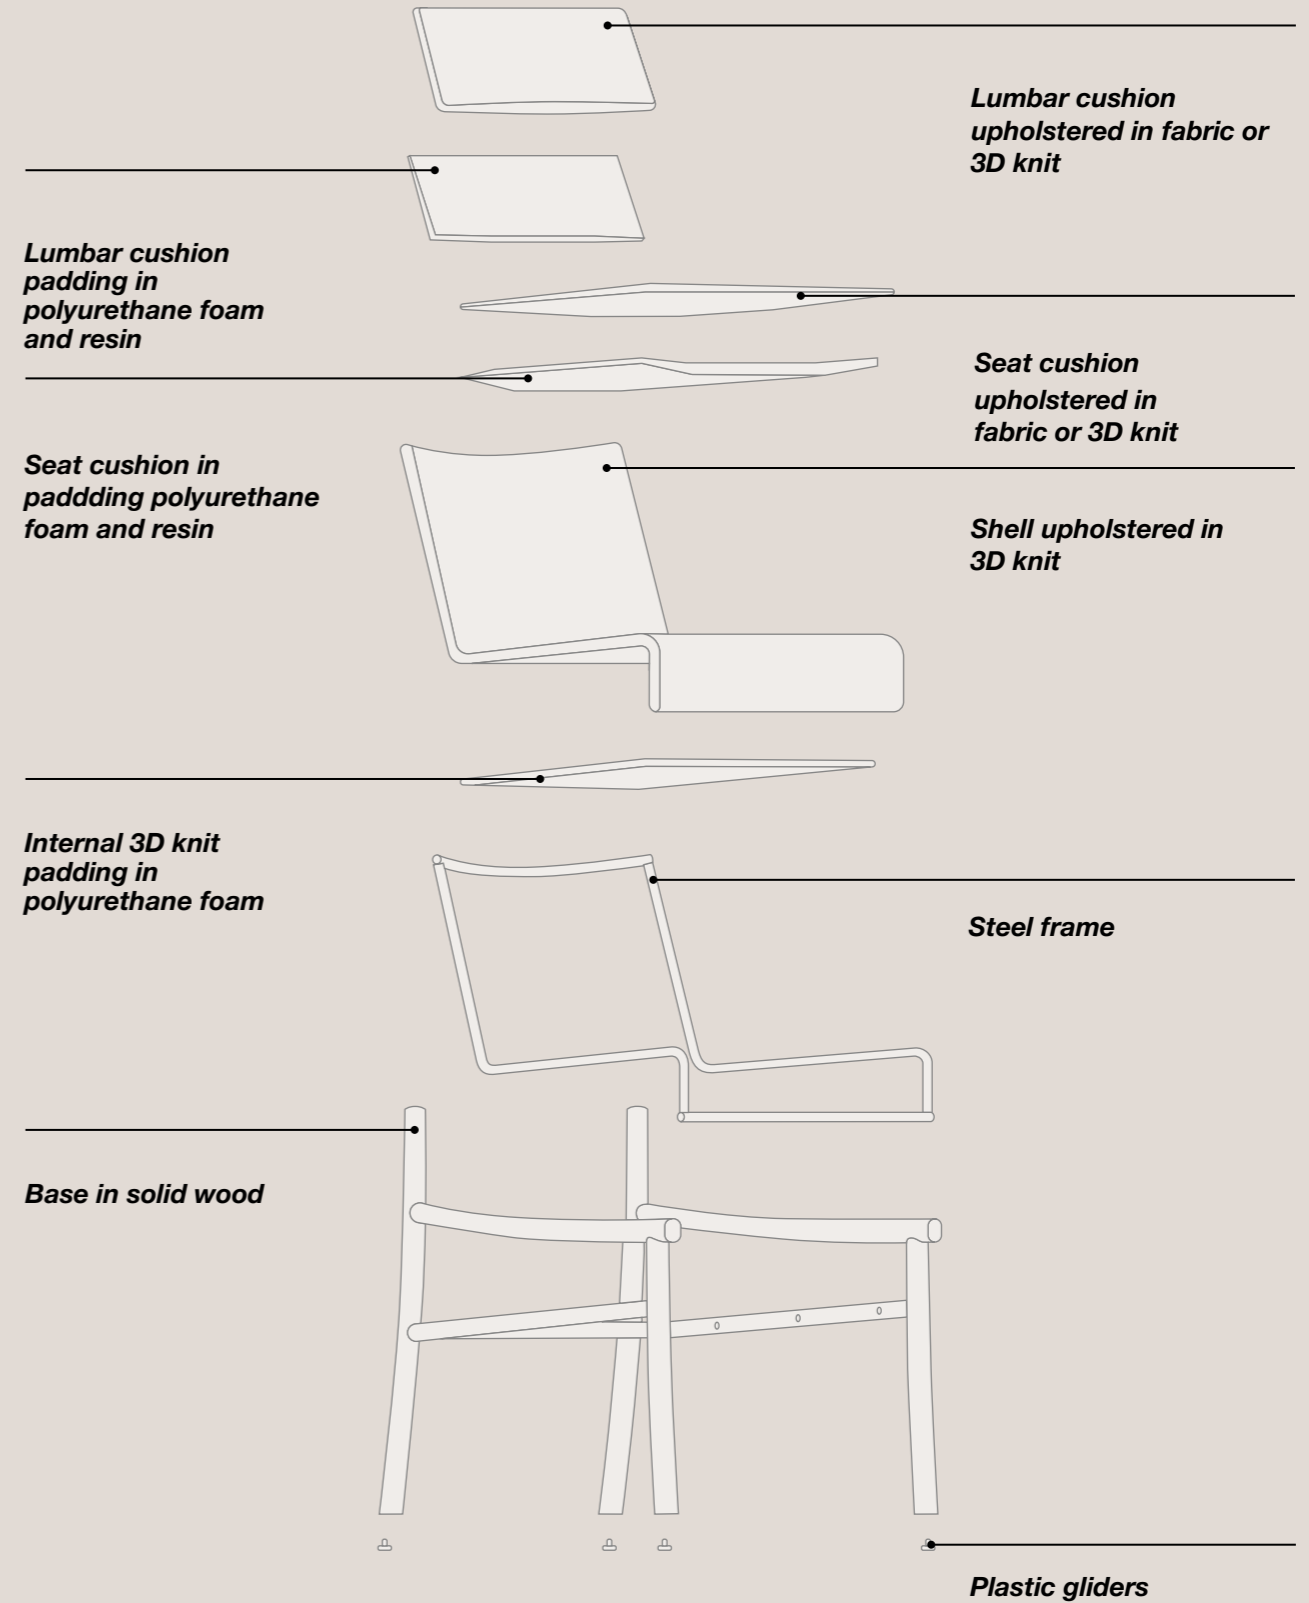 Lumbar cushion
upholstered in fabric or
3D knit
Lumbar cushion
padding in
polyurethane foam
and resin
Seat cushion
upholstered in
fabric or 3D knit
Seat cushion in
paddding polyurethane
foam and resin
Shell upholstered in
3D knit
Internal 3D knit
padding in
polyurethane foam
Steel frame
Base in solid wood
Plastic gliders